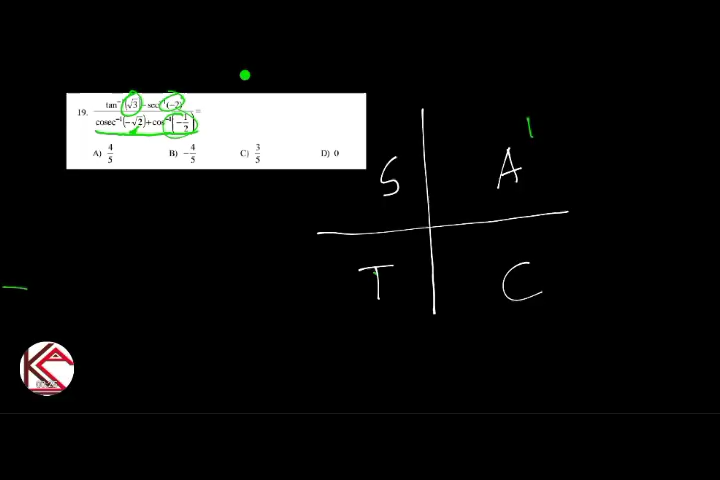 19. tan⁻¹(√3) - sec⁻¹(-2)
cosec⁻¹(-√2) + cos⁻¹(-1/2) =
A) 4/5 B) -4/5 C) 3/5 D) 0
S A
T C